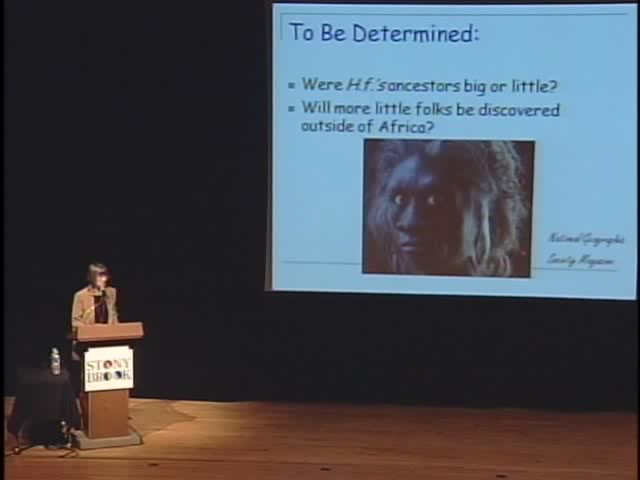 To Be Determined:
Were H.f.'s ancestors big or little?
Will more little folks be discovered
outside of Africa?
National Geographic
Society Magazine
STONY
BROOK